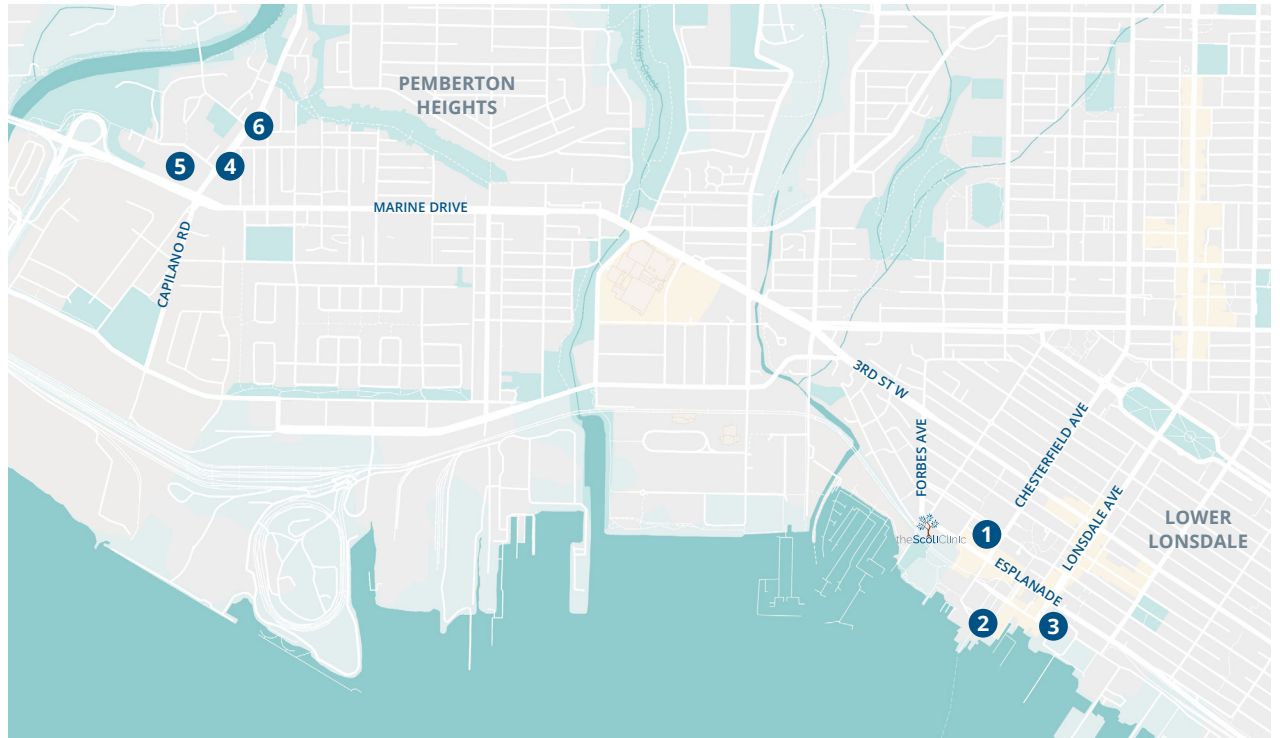 PEMBERTON
HEIGHTS
6
5
4
MARINE DRIVE
CAPILANO RD
3RD ST W
FORBES AVE
CHESTERFIELD AVE
LONSDALE AVE
LOWER
LONSDALE
theScoliClinic
1
ESPLANADE
2
3